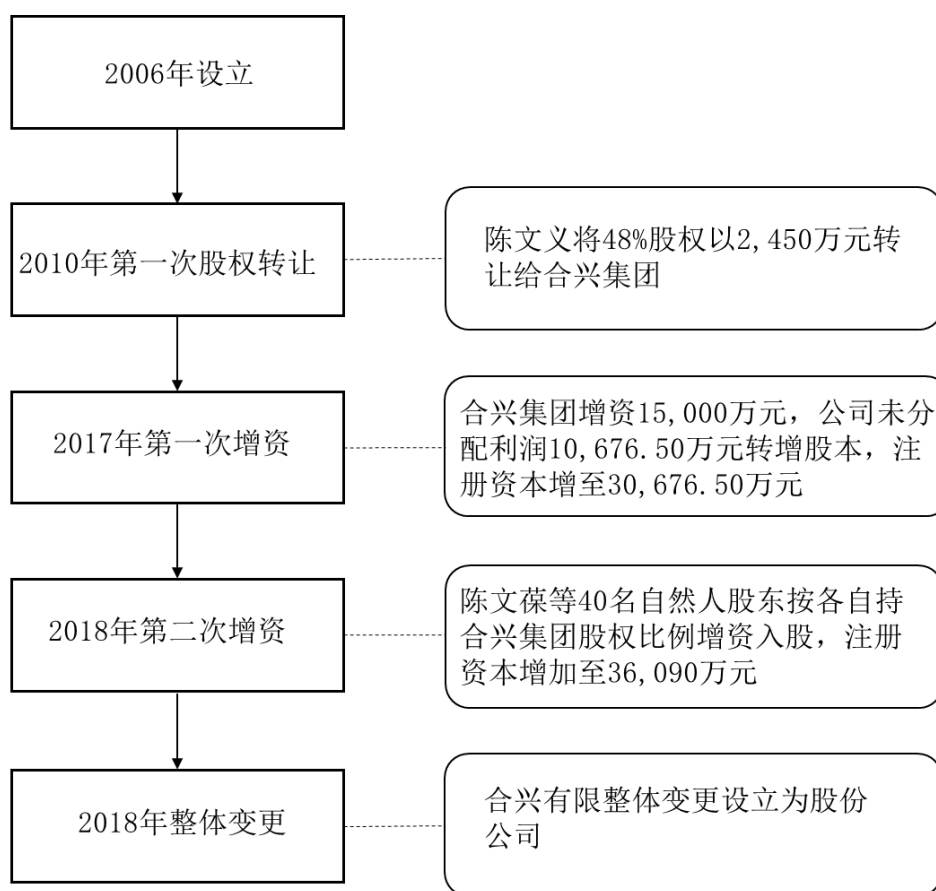 2006年设立
2010年第一次股权转让
陈文义将48%股权以2,450万元转
让给合兴集团
2017年第一次增资
合兴集团增资15,000万元，公司未分
配利润10,676.50万元转增股本，注
册资本增至30,676.50万元
2018年第二次增资
陈文葆等40名自然人股东按各自持
合兴集团股权比例增资入股，注册
资本增加至36,090万元
2018年整体变更
合兴有限整体变更设立为股份
公司